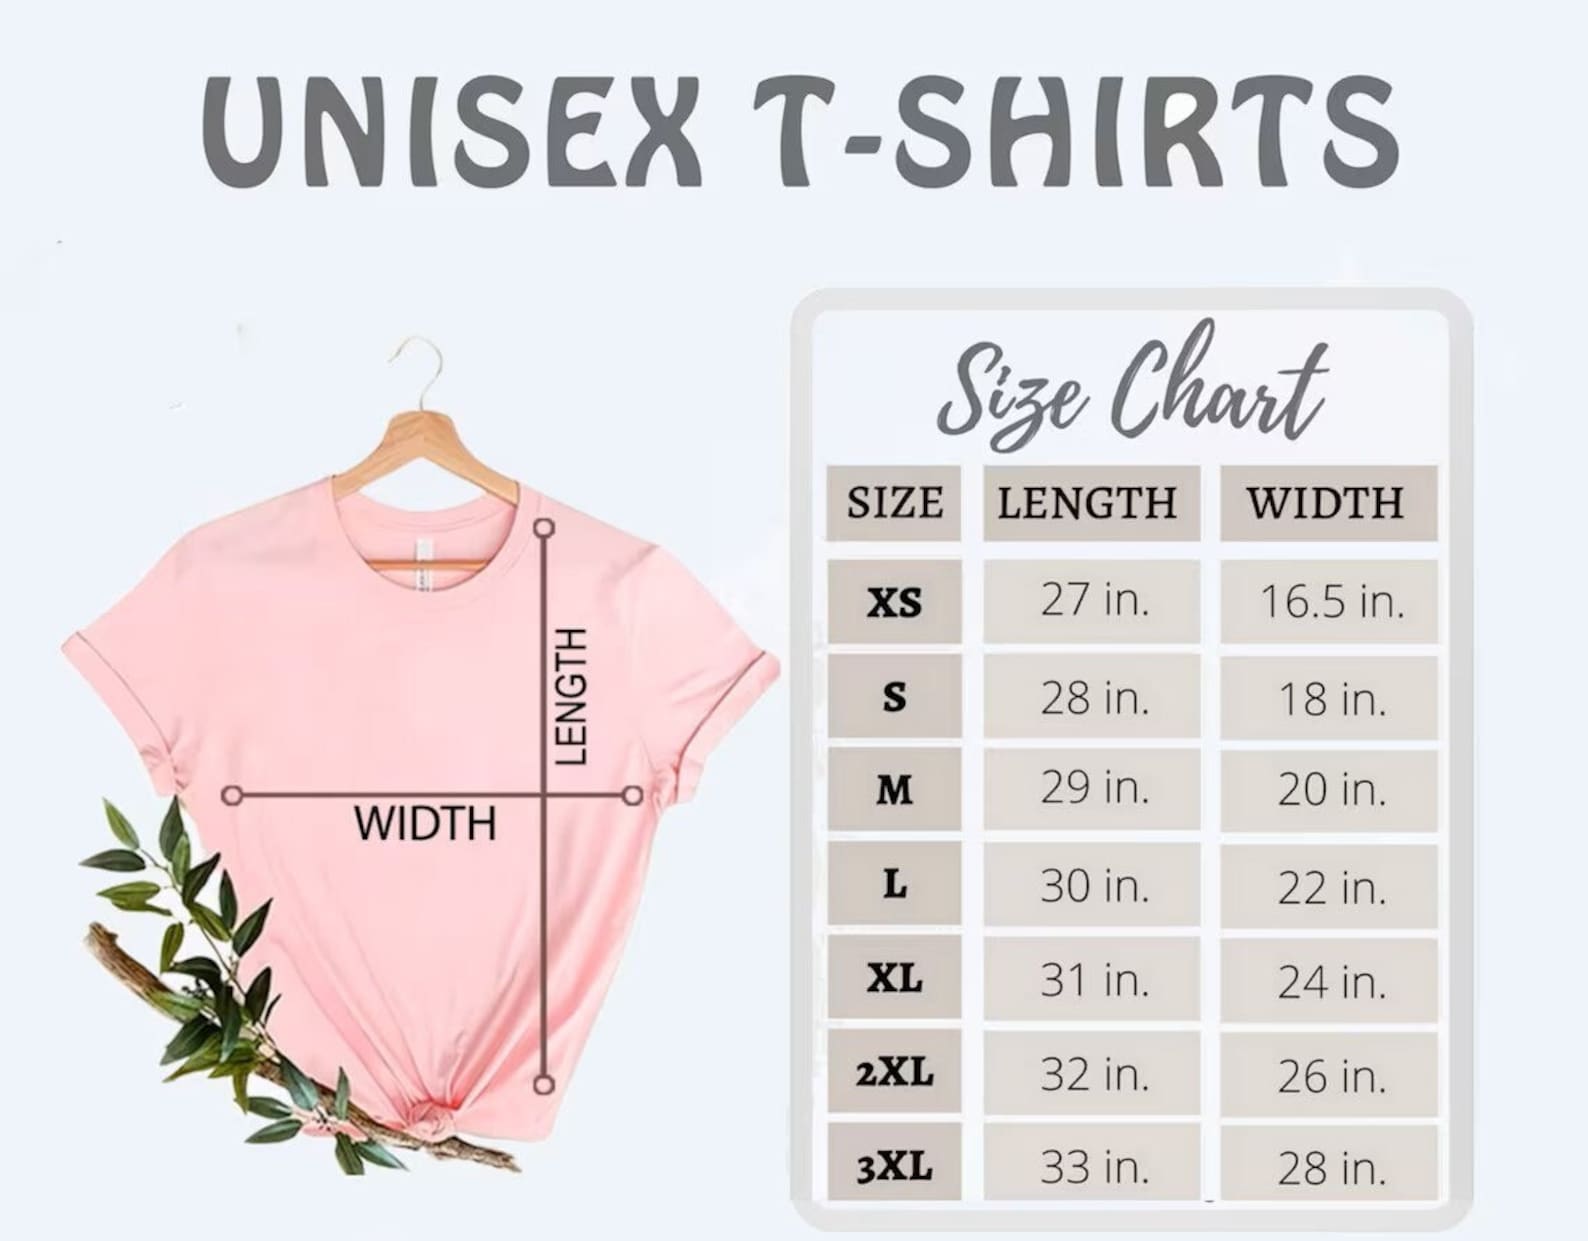 UNISEX T-SHIRTS
Size Chart
SIZE LENGTH WIDTH
XS 27 in. 16.5 in.
S 28 in. 18 in.
M 29 in. 20 in.
L 30 in. 22 in.
XL 31 in. 24 in.
2XL 32 in. 26 in.
3XL 33 in. 28 in.
LENGTH
WIDTH